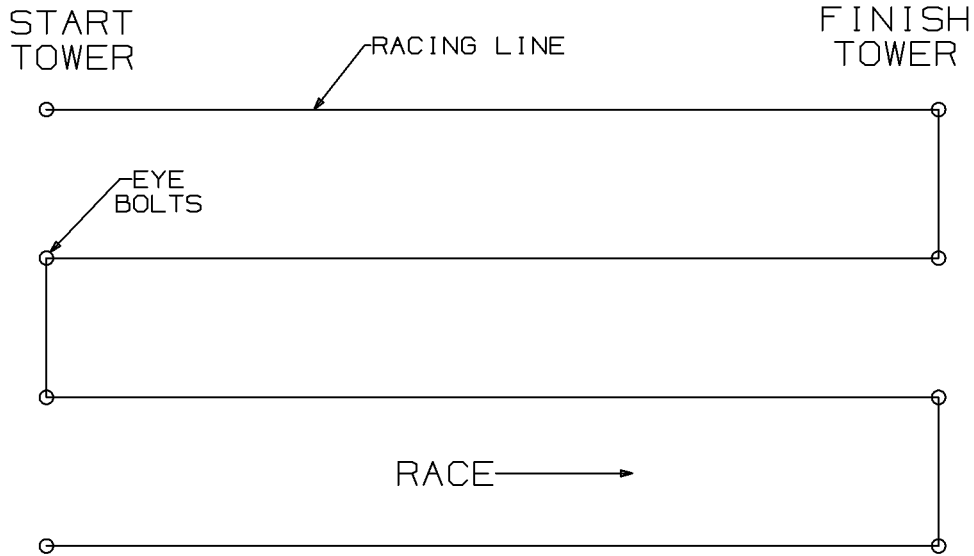 START
TOWER
FINISH
TOWER
RACING LINE
EYE
BOLTS
RACE